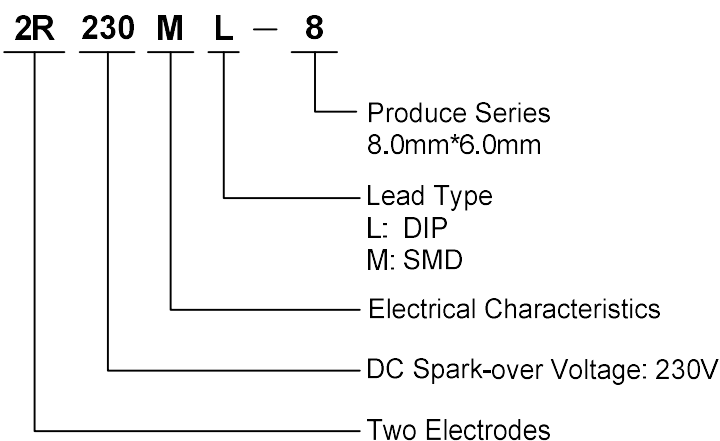 2R 230 M L – 8
Produce Series
8.0mm*6.0mm
Lead Type
L: DIP
M: SMD
Electrical Characteristics
DC Spark-over Voltage: 230V
Two Electrodes